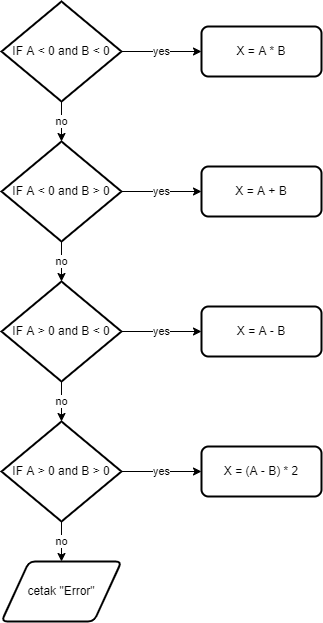 IF A < 0 and B < 0
yes
X = A * B
no
IF A < 0 and B > 0
yes
X = A + B
no
IF A > 0 and B < 0
yes
X = A - B
no
IF A > 0 and B > 0
yes
X = (A - B) * 2
no
cetak "Error"